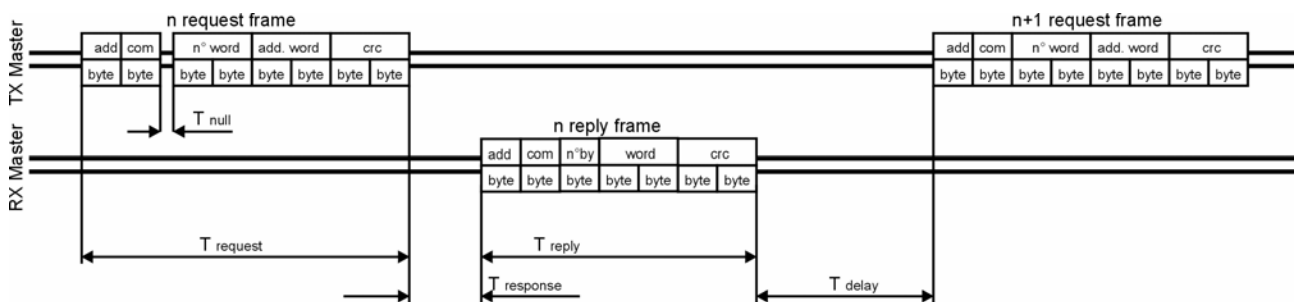 n request frame
n+1 request frame
TX Master
add com n° word add. word crc
add com n° word add. word crc
byte byte byte byte byte byte byte byte
byte byte byte byte byte byte byte byte
T null
n reply frame
RX Master
add com n°by word crc
byte byte byte byte byte byte byte
T request
T reply
T response
T delay